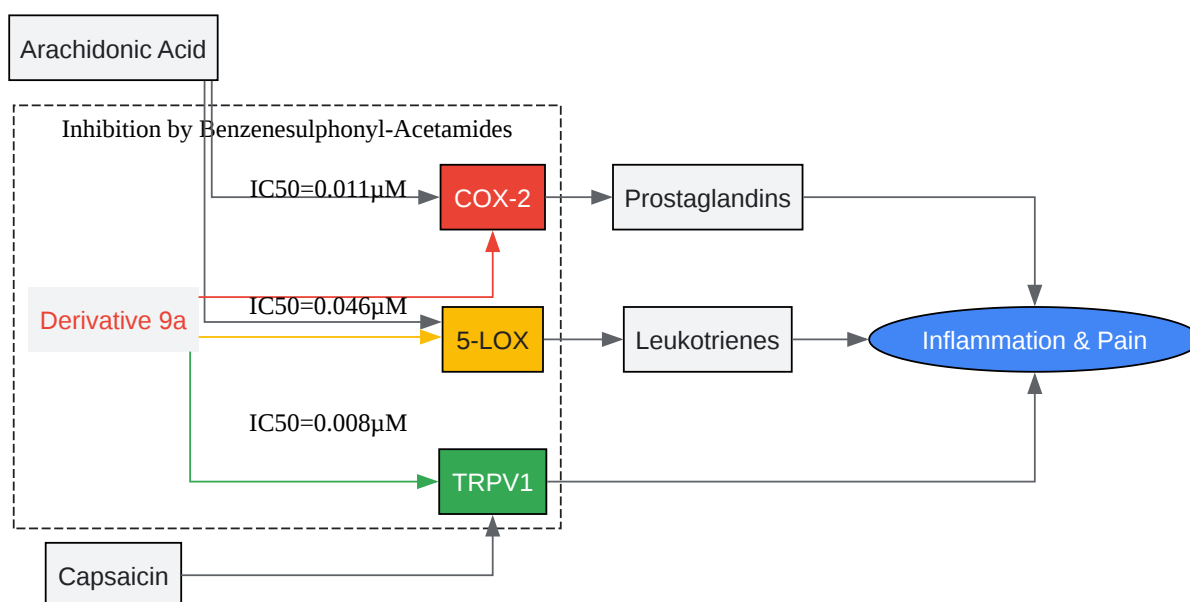 Arachidonic Acid
Inhibition by Benzenesulphonyl-Acetamides
IC50=0.011µM
COX-2
Prostaglandins
Derivative 9a
IC50=0.046µM
5-LOX
Leukotrienes
Inflammation & Pain
IC50=0.008µM
TRPV1
Capsaicin